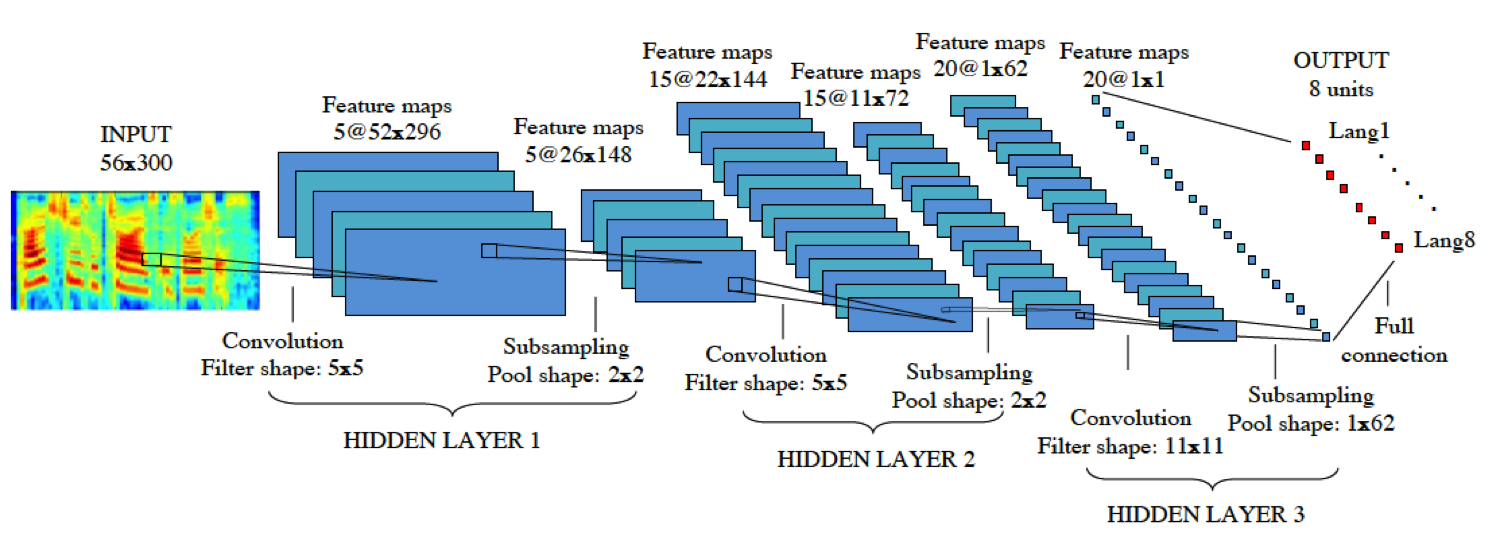 INPUT
56x300
Feature maps
5@52x296
Feature maps
5@26x148
Feature maps
15@22x144
Feature maps
15@11x72
Feature maps
20@1x62
Feature maps
20@1x1
OUTPUT
8 units
Lang1
Lang8
Convolution
Filter shape: 5x5
Subsampling
Pool shape: 2x2
Convolution
Filter shape: 5x5
Subsampling
Pool shape: 2x2
Convolution
Filter shape: 11x11
Subsampling
Pool shape: 1x62
Full
connection
HIDDEN LAYER 1
HIDDEN LAYER 2
HIDDEN LAYER 3